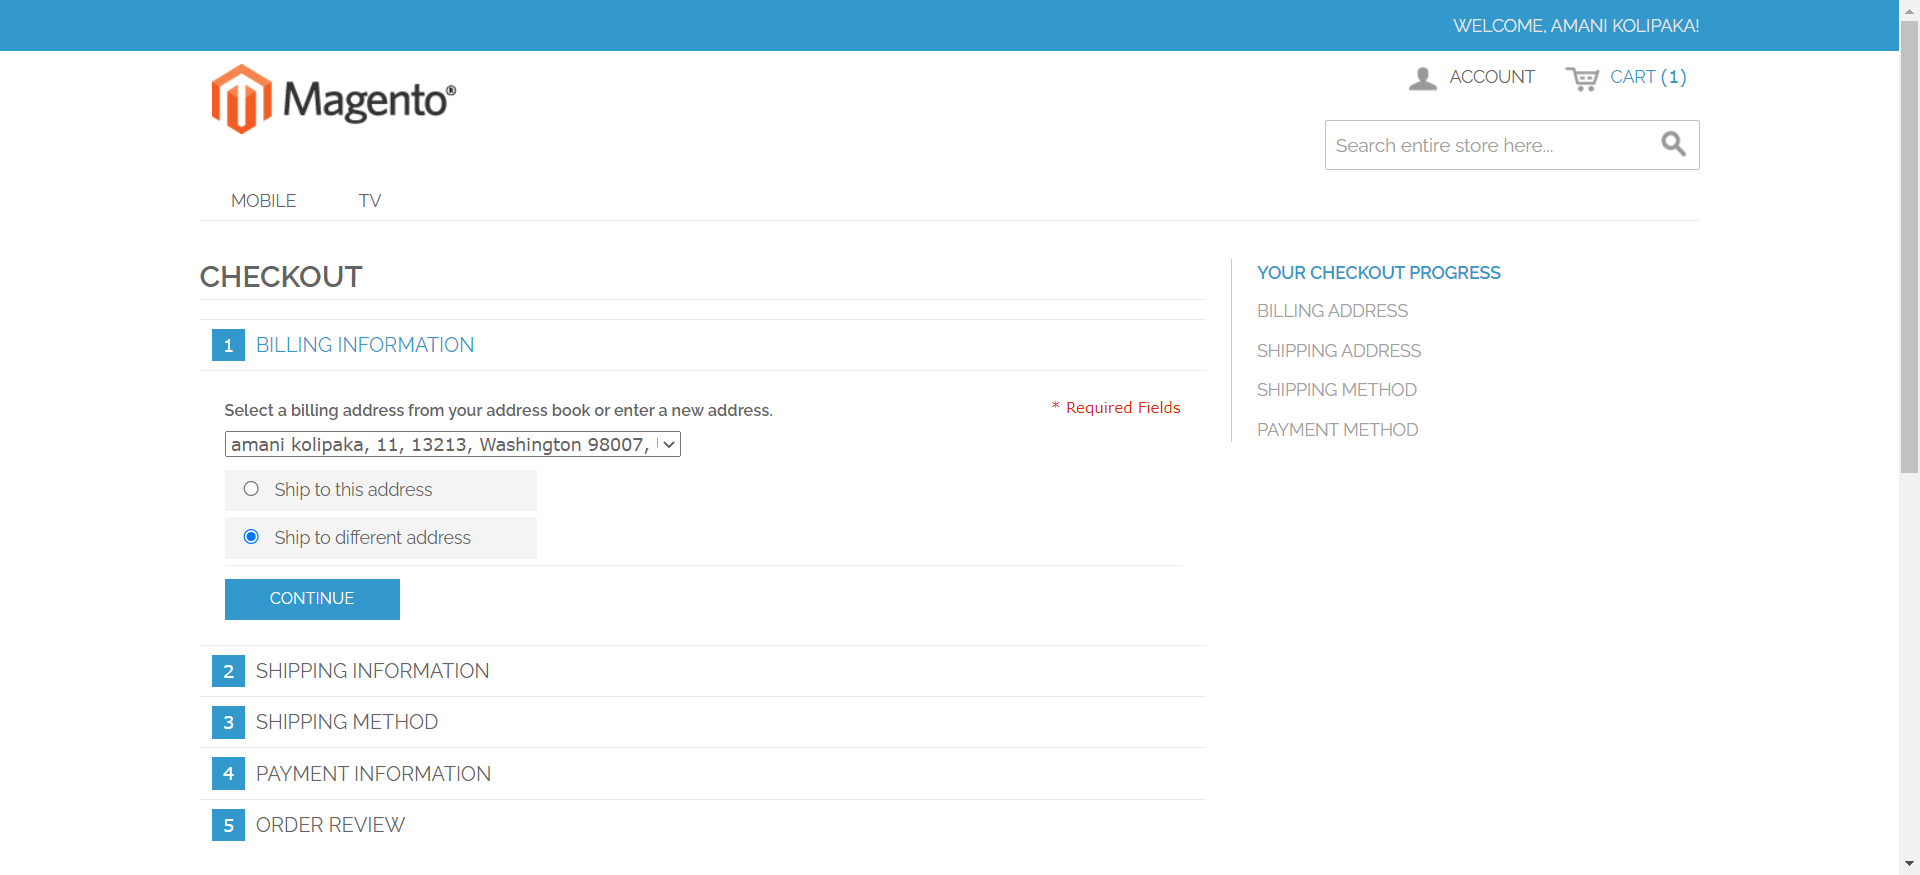 WELCOME, AMANI KOLIPAKA!
Magento®
ACCOUNT
CART (1)
Search entire store here...
MOBILE
TV
CHECKOUT
1 BILLING INFORMATION
Select a billing address from your address book or enter a new address.
* Required Fields
amani kolipaka, 11, 13213, Washington 98007,
Ship to this address
Ship to different address
CONTINUE
2 SHIPPING INFORMATION
3 SHIPPING METHOD
4 PAYMENT INFORMATION
5 ORDER REVIEW
YOUR CHECKOUT PROGRESS
BILLING ADDRESS
SHIPPING ADDRESS
SHIPPING METHOD
PAYMENT METHOD